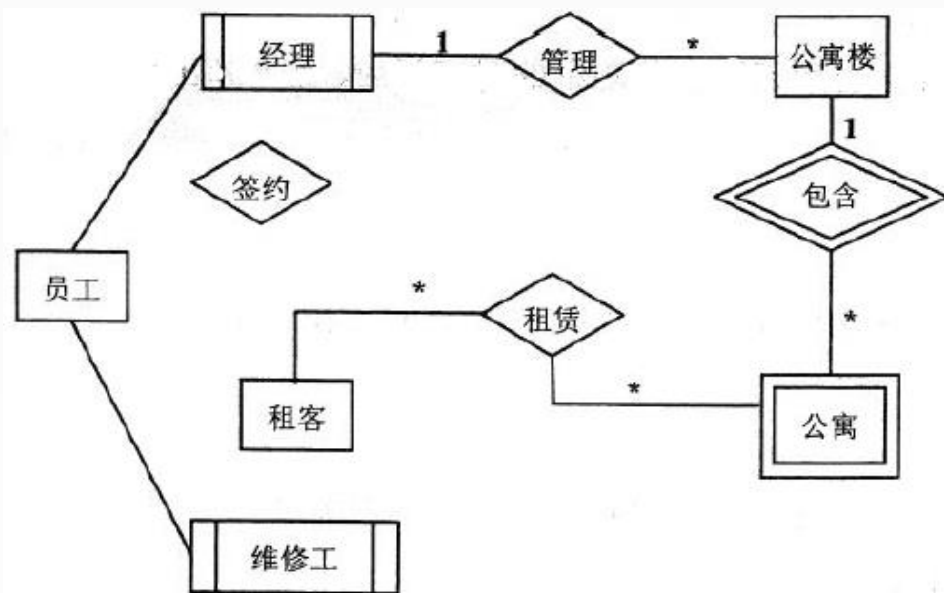 经理
1
管理
*
公寓楼
1
签约
包含
员工
*
租赁
*
租客
*
公寓
维修工